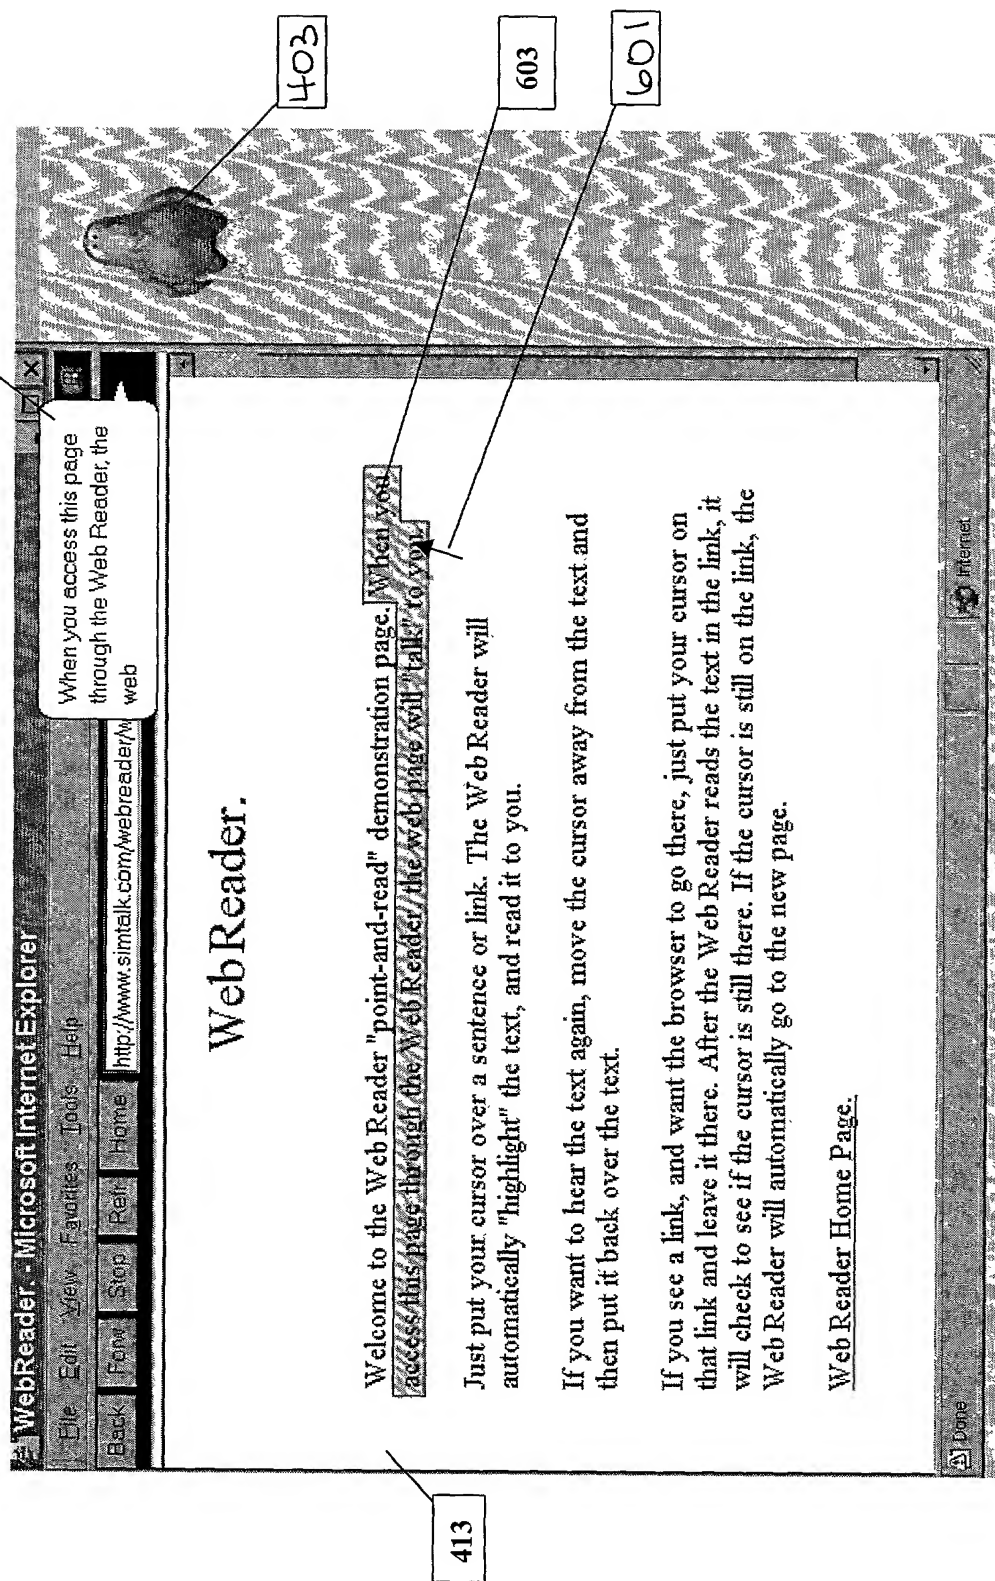 WebReader. - Microsoft Internet Explorer
File Edit View Favorites Tools Help
Back Forw Stop Refr Home http://www.simtalk.com/webreader/w
When you access this page
through the Web Reader, the
web
WebReader.
Welcome to the Web Reader "point-and-read" demonstration page. When you
access this page through the Web Reader, the web page will "talk" to you.
Just put your cursor over a sentence or link. The Web Reader will
automatically "highlight" the text, and read it to you.
If you want to hear the text again, move the cursor away from the text and
then put it back over the text.
If you see a link, and want the browser to go there, just put your cursor on
that link and leave it there. After the Web Reader reads the text in the link, it
will check to see if the cursor is still there. If the cursor is still on the link, the
Web Reader will automatically go to the new page.
Web Reader Home Page.
Done Internet
403
603
601
413